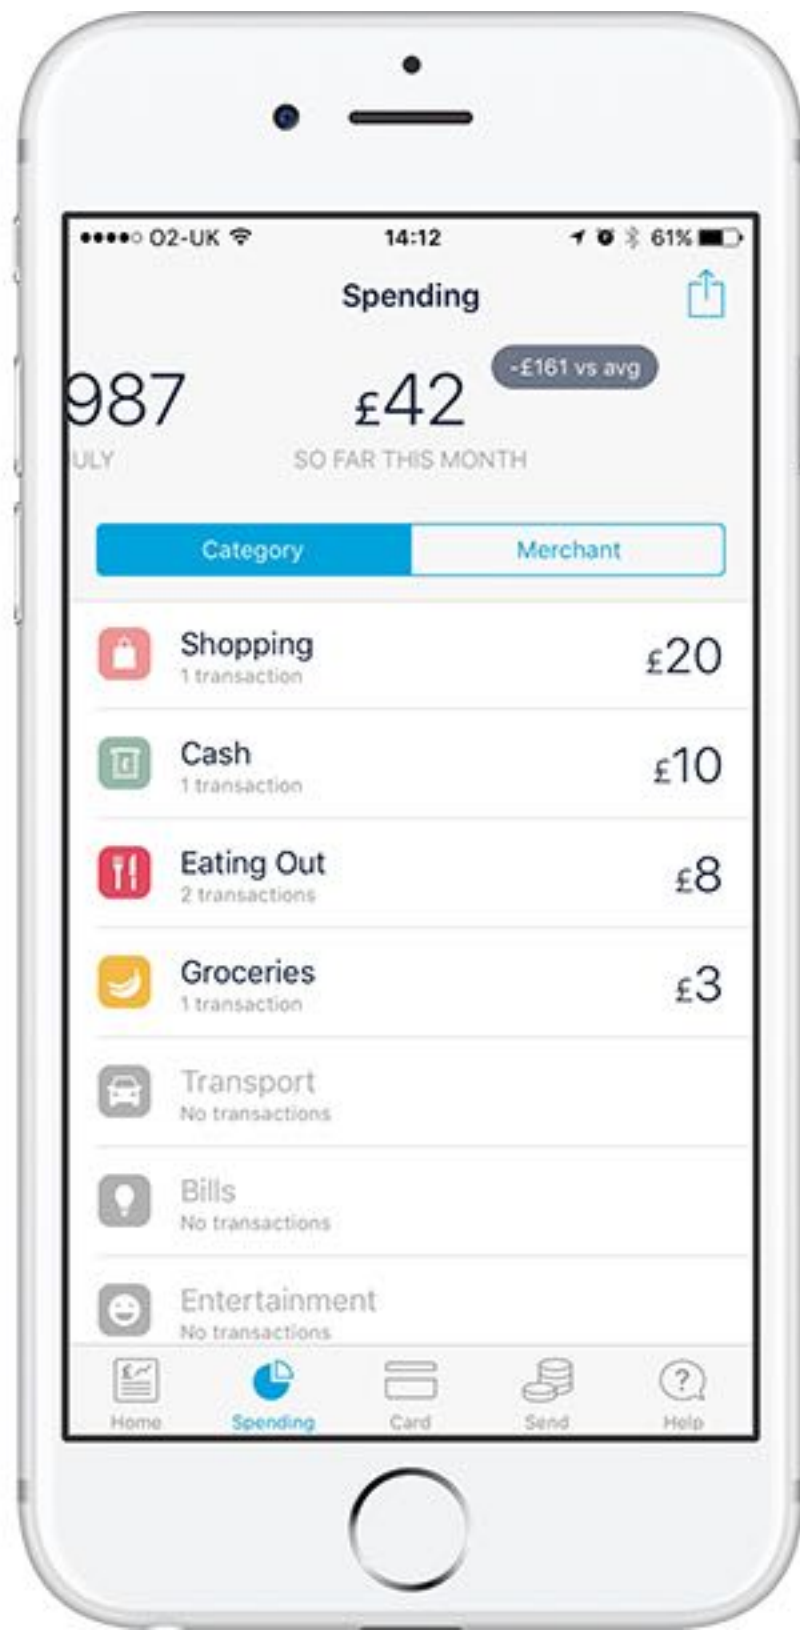 O2-UK 14:12 61%
Spending
-£161 vs avg
987 £42
ULY SO FAR THIS MONTH
Category Merchant
Shopping £20
1 transaction
Cash £10
1 transaction
Eating Out £8
2 transactions
Groceries £3
1 transaction
Transport
No transactions
Bills
No transactions
Entertainment
No transactions
Home Spending Card Send Help